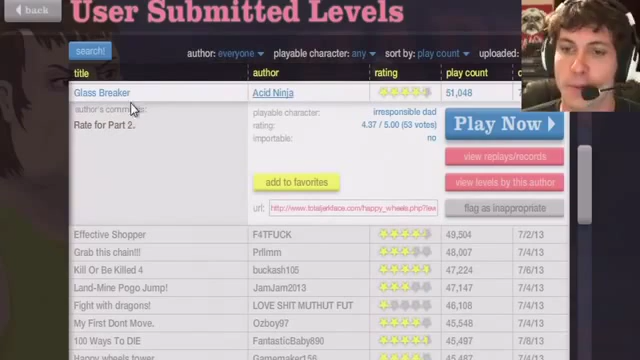 back
User Submitted Levels
search!
author: everyone playable character: any sort by: play count uploaded:
title author rating play count
Glass Breaker Acid Ninja 51,048
author's comments:
Rate for Part 2.
playable character: irresponsible dad
rating: 4.37 / 5.00 (53 votes)
importable: no
Play Now
view replays/records
add to favorites
view levels by this author
url: http://www.totaljerkface.com/happy_wheels.php?lev
flag as inappropriate
Effective Shopper F4TFUCK 49,504 7/2/13
Grab this chain!!! Prflmm 48,007 7/4/13
Kill Or Be Killed 4 buckash105 47,224 7/6/13
Land-Mine Pogo Jump! JamJam2013 47,147 7/3/13
Fight with dragons! LOVE SHIT MUTHUT FUT 46,108 7/4/13
My First Dont Move. Ozboy97 45,548 7/4/13
100 Ways To DIE FantasticBaby890 45,497 7/8/13
Happy wheels tower Gamemaker156